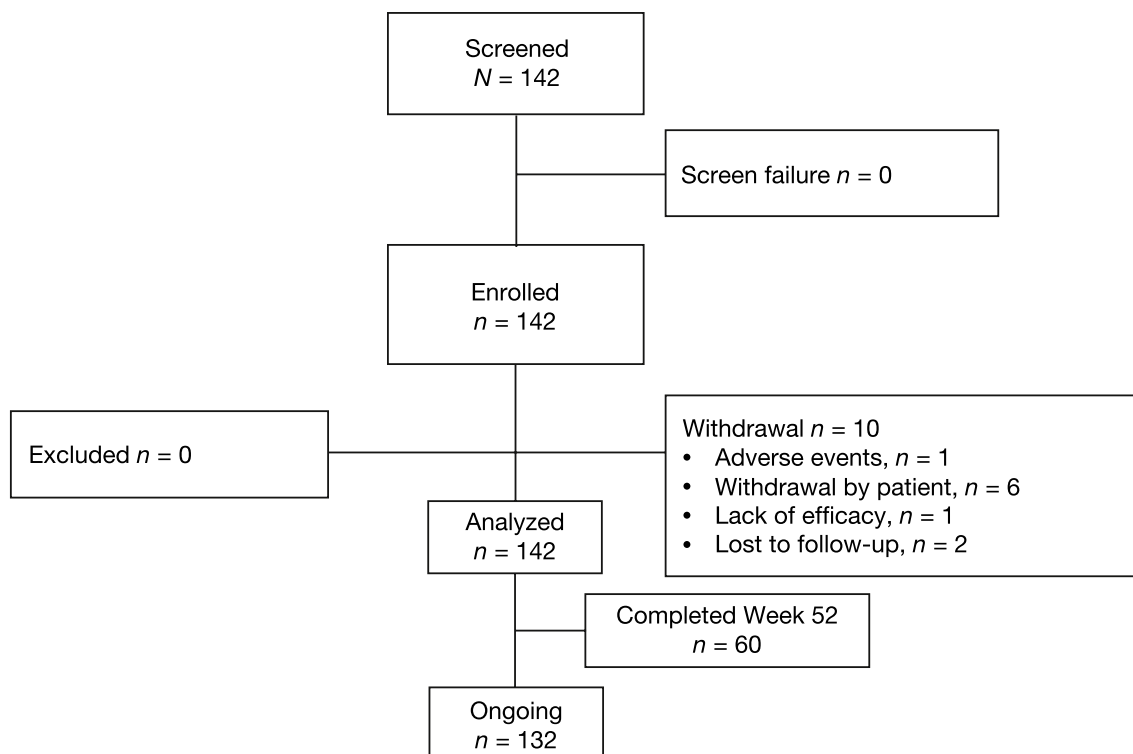 Screened
N = 142
Screen failure n = 0
Enrolled
n = 142
Excluded n = 0
Withdrawal n = 10
• Adverse events, n = 1
• Withdrawal by patient, n = 6
• Lack of efficacy, n = 1
• Lost to follow-up, n = 2
Analyzed
n = 142
Completed Week 52
n = 60
Ongoing
n = 132